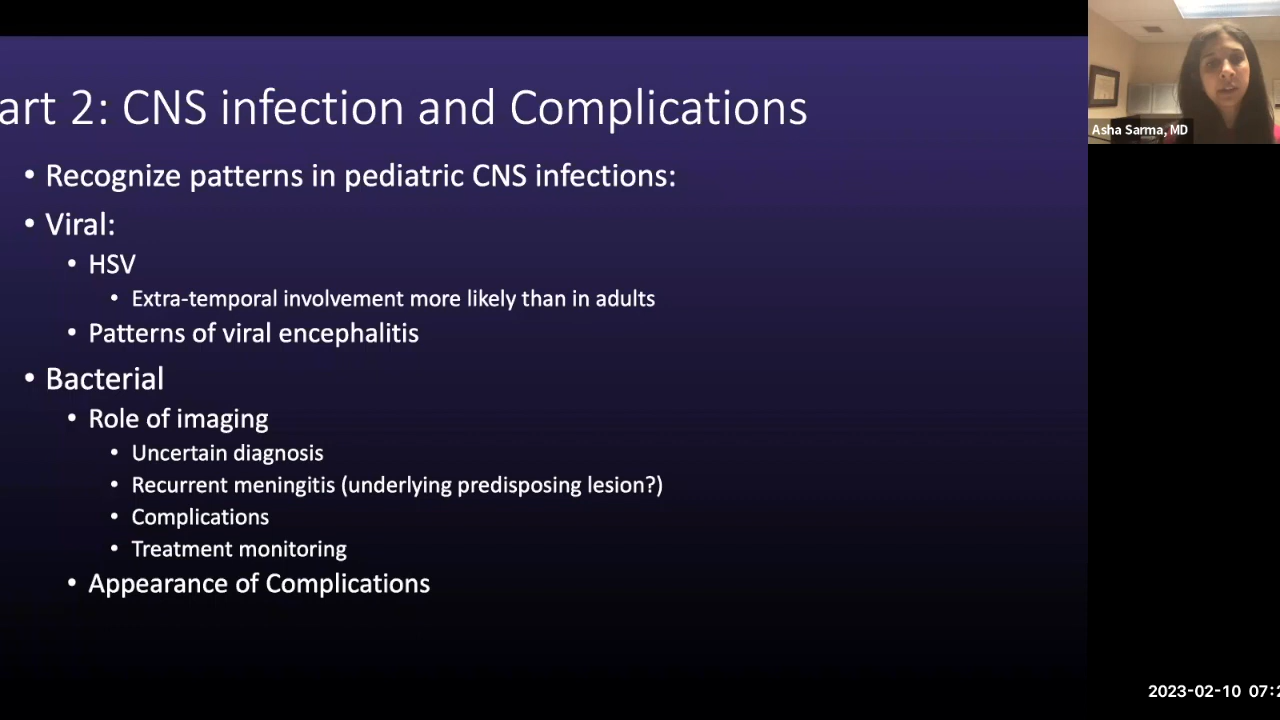 art 2: CNS infection and Complications
• Recognize patterns in pediatric CNS infections:
• Viral:
• HSV
• Extra-temporal involvement more likely than in adults
• Patterns of viral encephalitis
• Bacterial
• Role of imaging
• Uncertain diagnosis
• Recurrent meningitis (underlying predisposing lesion?)
• Complications
• Treatment monitoring
• Appearance of Complications
Asha Sarma, MD
2023-02-10 07:2